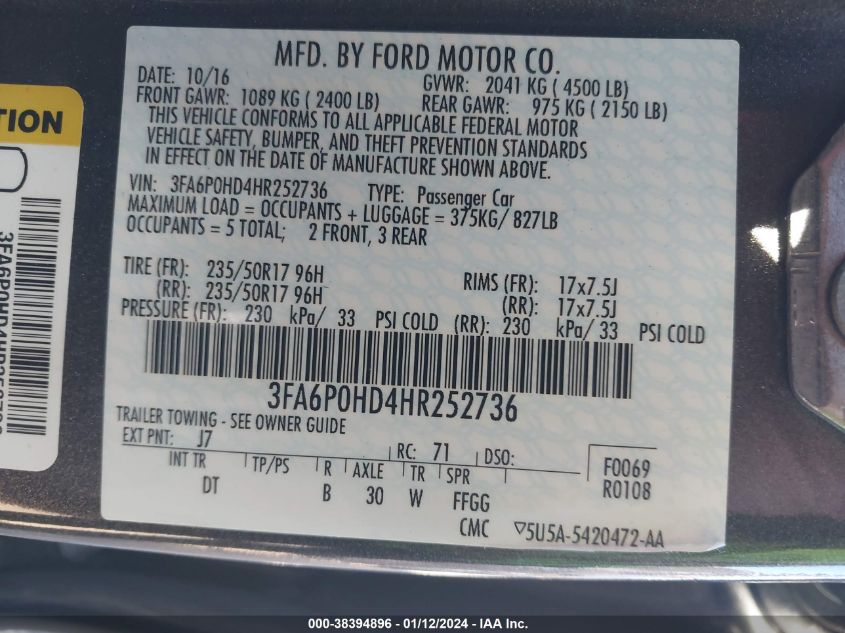 MFD. BY FORD MOTOR CO.
DATE: 10/16 GVWR: 2041 KG ( 4500 LB)
FRONT GAWR: 1089 KG ( 2400 LB) REAR GAWR: 975 KG ( 2150 LB)
THIS VEHICLE CONFORMS TO ALL APPLICABLE FEDERAL MOTOR
VEHICLE SAFETY, BUMPER, AND THEFT PREVENTION STANDARDS
IN EFFECT ON THE DATE OF MANUFACTURE SHOWN ABOVE.
VIN: 3FA6P0HD4HR252736 TYPE: Passenger Car
MAXIMUM LOAD = OCCUPANTS + LUGGAGE = 375KG/ 827LB
OCCUPANTS = 5 TOTAL; 2 FRONT, 3 REAR
TIRE (FR): 235/50R17 96H RIMS (FR): 17x7.5J
(RR): 235/50R17 96H (RR): 17x7.5J
PRESSURE (FR): 230 kPa/ 33 PSI COLD (RR): 230 kPa/ 33 PSI COLD
3FA6P0HD4HR252736
TRAILER TOWING - SEE OWNER GUIDE
EXT PNT: J7 RC: 71 DSO: F0069
INT TR TP/PS R AXLE TR SPR R0108
DT B 30 W FFGG
CMC ▽5U5A-5420472-AA
TION
000-38394896 - 01/12/2024 - IAA Inc.